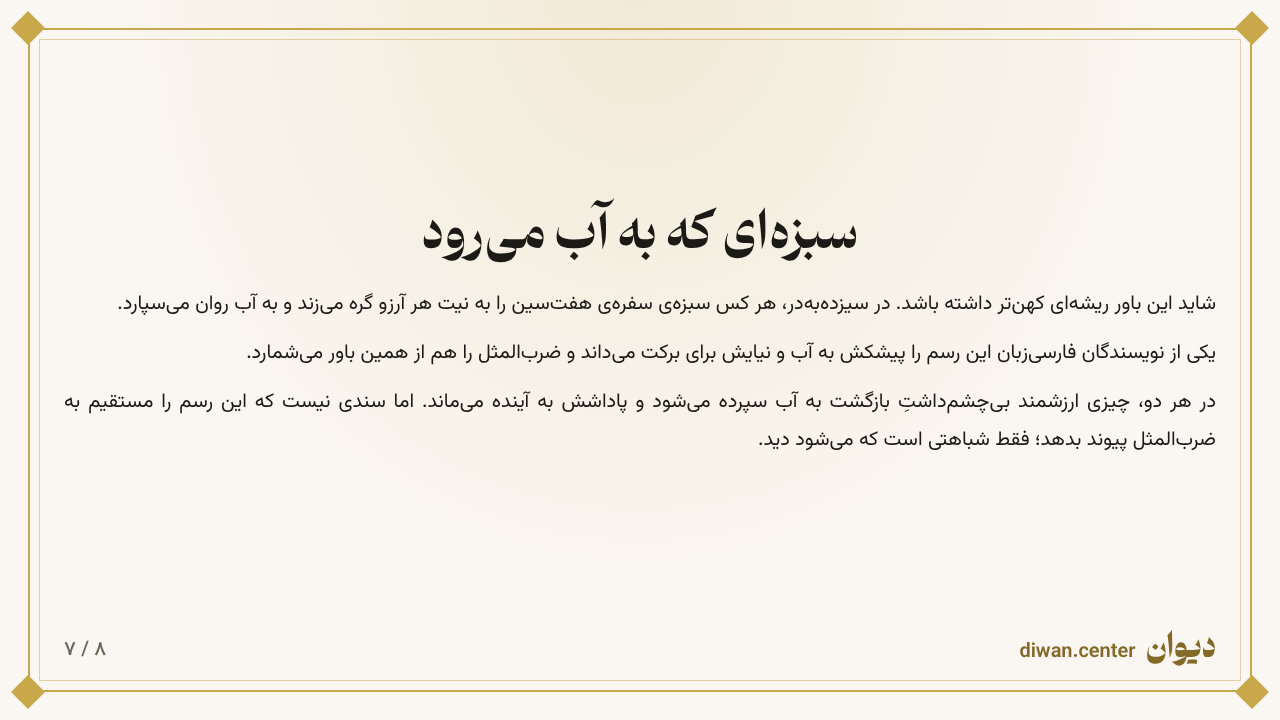 سبزه‌ای که به آب می‌رود
شاید این باور ریشه‌ای کهن‌تر داشته باشد. در سیزده‌به‌در، هر کس سبزه‌ی سفره‌ی هفت‌سین را به نیت هر آرزو گره می‌زند و به آب روان می‌سپارد.
یکی از نویسندگان فارسی‌زبان این رسم را پیشکش به آب و نیایش برای برکت می‌داند و ضرب‌المثل را هم از همین باور می‌شمارد.
در هر دو، چیزی ارزشمند بی‌چشم‌داشتِ بازگشت به آب سپرده می‌شود و پاداشش به آینده می‌ماند. اما سندی نیست که این رسم را مستقیم به
ضرب‌المثل پیوند بدهد؛ فقط شباهتی است که می‌شود دید.
دیوان diwan.center
۷ / ۸